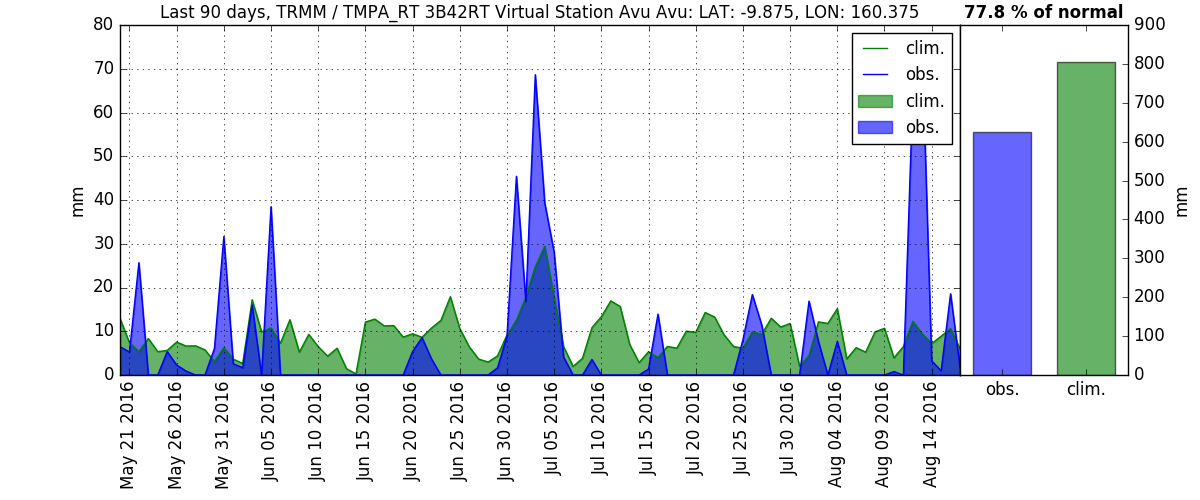 Last 90 days, TRMM / TMPA_RT 3B42RT Virtual Station Avu Avu: LAT: -9.875, LON: 160.375
77.8 % of normal
80
70
60
50
40
30
20
10
0
mm
clim.
obs.
clim.
obs.
May 21 2016
May 26 2016
May 31 2016
Jun 05 2016
Jun 10 2016
Jun 15 2016
Jun 20 2016
Jun 25 2016
Jun 30 2016
Jul 05 2016
Jul 10 2016
Jul 15 2016
Jul 20 2016
Jul 25 2016
Jul 30 2016
Aug 04 2016
Aug 09 2016
Aug 14 2016
900
800
700
600
500
400
300
200
100
0
mm
obs.
clim.